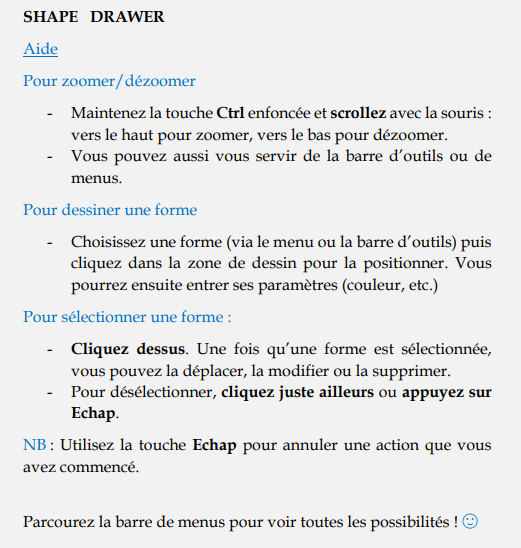 SHAPE DRAWER
Aide
Pour zoomer/dézoomer
- Maintenez la touche Ctrl enfoncée et scrollez avec la souris :
vers le haut pour zoomer, vers le bas pour dézoomer.
- Vous pouvez aussi vous servir de la barre d’outils ou de
menus.
Pour dessiner une forme
- Choisissez une forme (via le menu ou la barre d’outils) puis
cliquez dans la zone de dessin pour la positionner. Vous
pourrez ensuite entrer ses paramètres (couleur, etc.)
Pour sélectionner une forme :
- Cliquez dessus. Une fois qu’une forme est sélectionnée,
vous pouvez la déplacer, la modifier ou la supprimer.
- Pour désélectionner, cliquez juste ailleurs ou appuyez sur
Echap.
NB : Utilisez la touche Echap pour annuler une action que vous
avez commencé.
Parcourez la barre de menus pour voir toutes les possibilités ! ☺